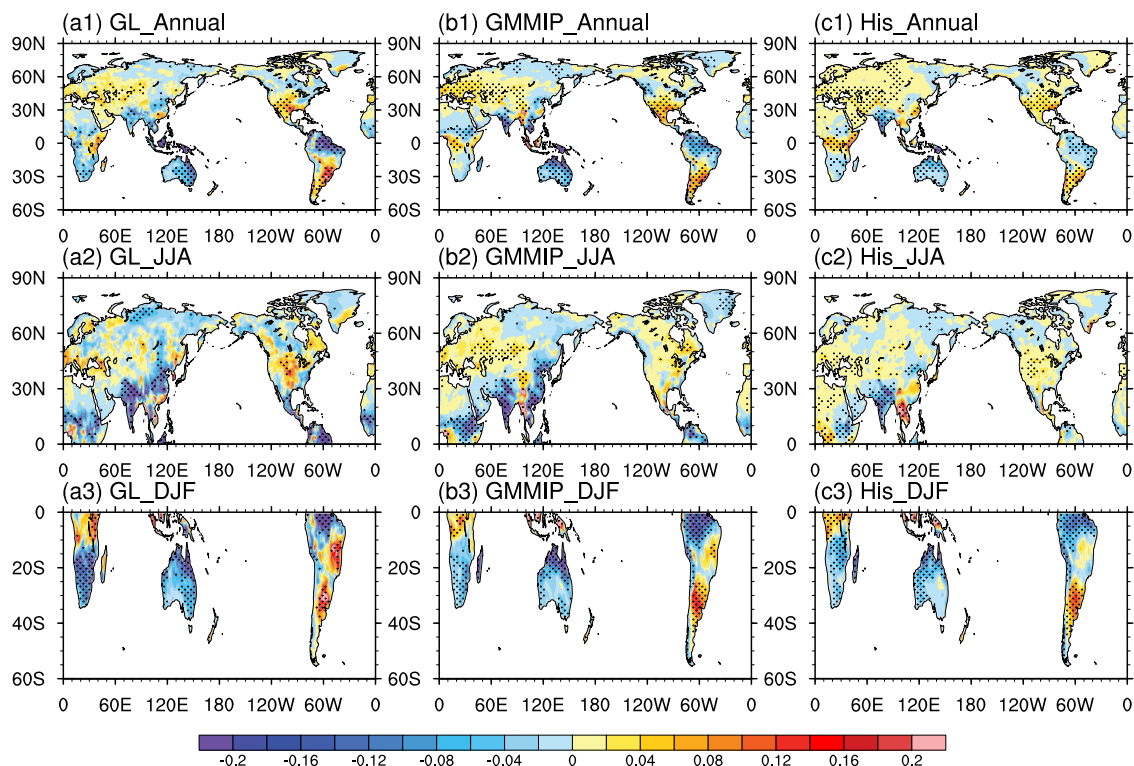 (a1) GL_Annual (b1) GMMIP_Annual (c1) His_Annual
90N 90N 90N
60N 60N 60N
30N 30N 30N
0 0 0
30S 30S 30S
60S 60S 60S
0 60E 120E 180 120W 60W 0 0 60E 120E 180 120W 60W 0 0 60E 120E 180 120W 60W 0
(a2) GL_JJA (b2) GMMIP_JJA (c2) His_JJA
90N 90N 90N
60N 60N 60N
30N 30N 30N
0 0 0
0 60E 120E 180 120W 60W 0 0 60E 120E 180 120W 60W 0 0 60E 120E 180 120W 60W 0
(a3) GL_DJF (b3) GMMIP_DJF (c3) His_DJF
0 0 0
20S 20S 20S
40S 40S 40S
60S 60S 60S
0 60E 120E 180 120W 60W 0 0 60E 120E 180 120W 60W 0 0 60E 120E 180 120W 60W 0
-0.2 -0.16 -0.12 -0.08 -0.04 0 0.04 0.08 0.12 0.16 0.2